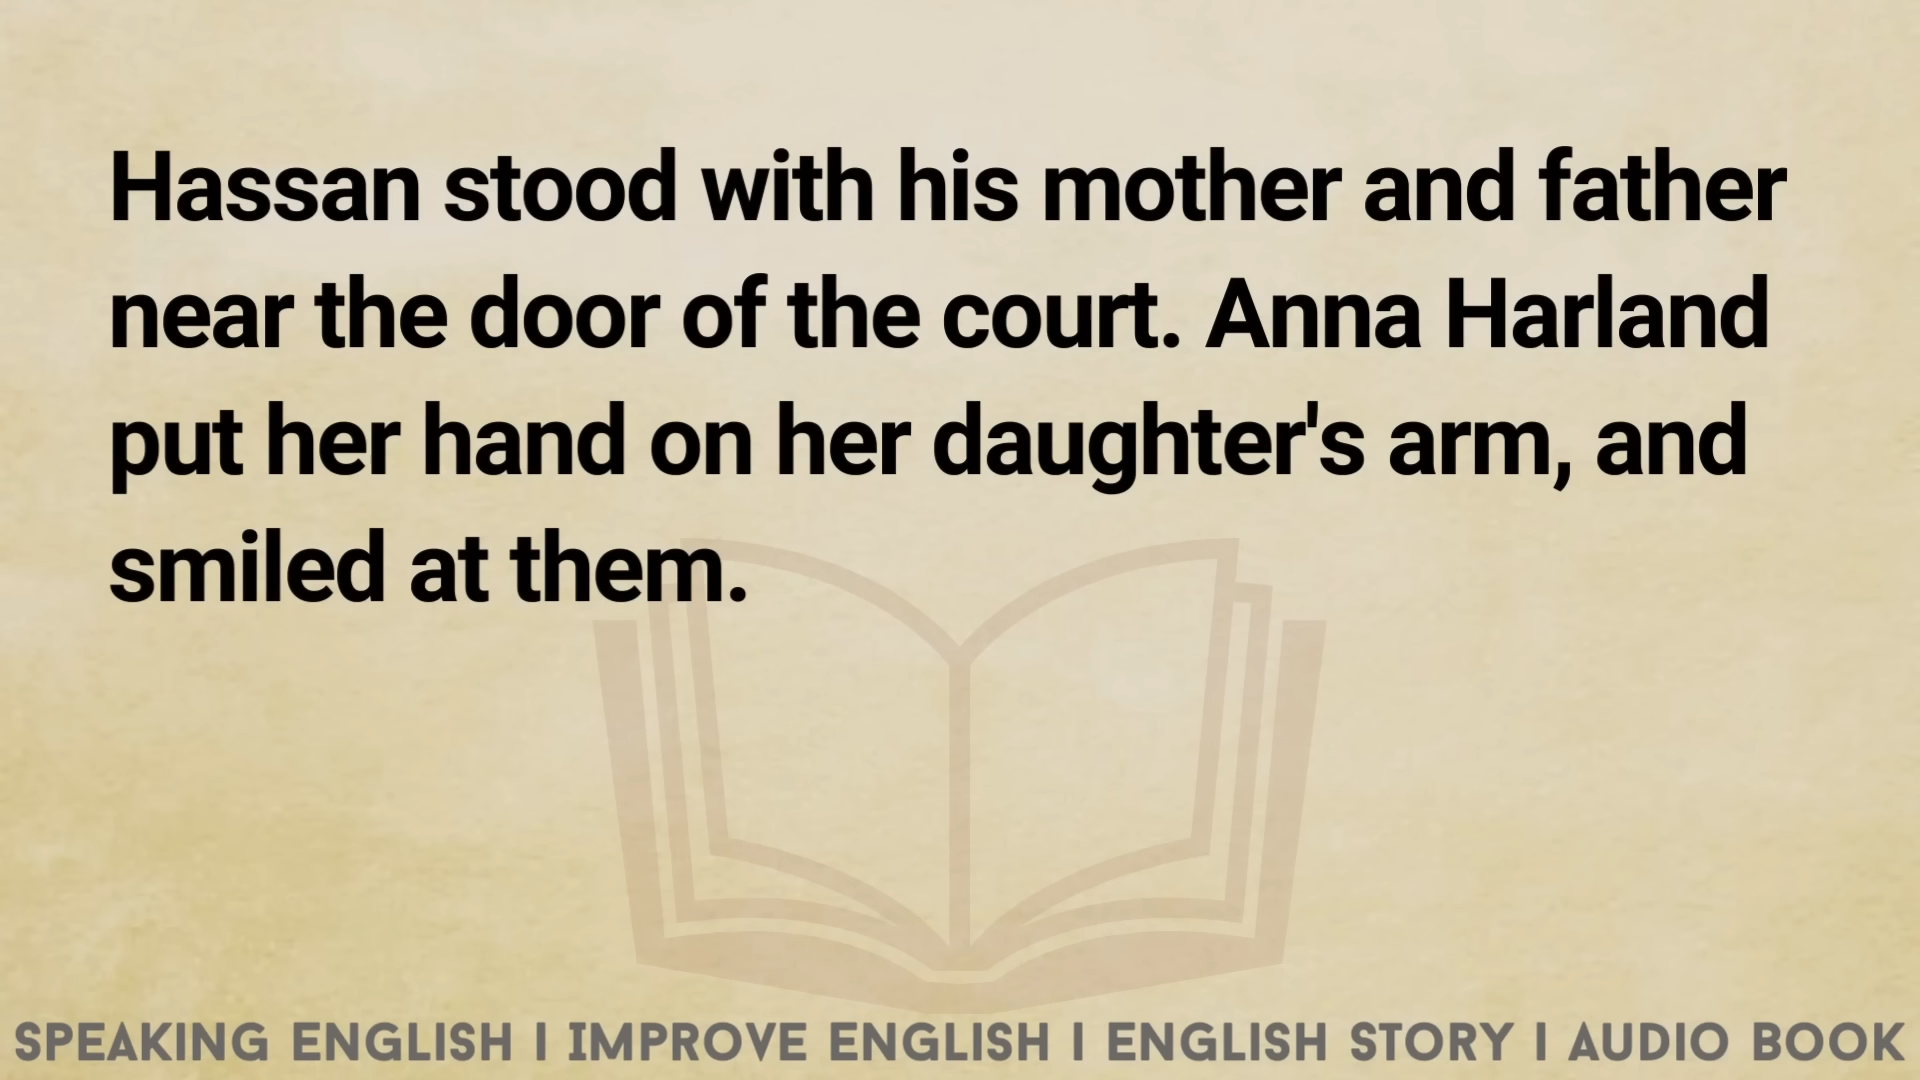 Hassan stood with his mother and father
near the door of the court. Anna Harland
put her hand on her daughter's arm, and
smiled at them.
SPEAKING ENGLISH | IMPROVE ENGLISH | ENGLISH STORY | AUDIO BOOK